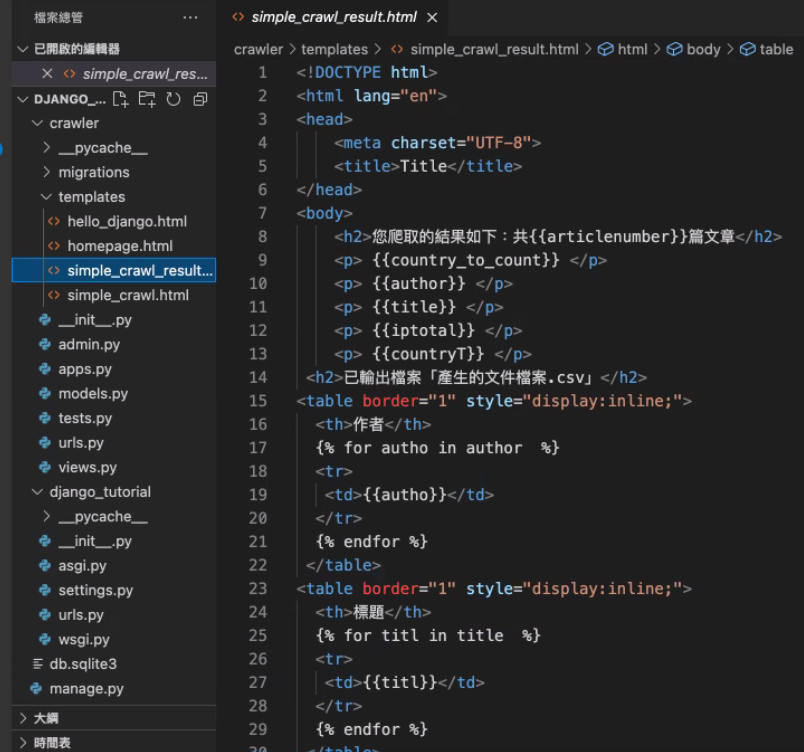 檔案總管 ···
已開啟的編輯器
simple_crawl_res...
DJANGO_...
crawler
__pycache__
migrations
templates
hello_django.html
homepage.html
simple_crawl_result...
simple_crawl.html
__init__.py
admin.py
apps.py
models.py
tests.py
urls.py
views.py
django_tutorial
__pycache__
__init__.py
asgi.py
settings.py
urls.py
wsgi.py
db.sqlite3
manage.py
大綱
時間表
simple_crawl_result.html
crawler > templates > simple_crawl_result.html > html > body > table
1 <!DOCTYPE html>
2 <html lang="en">
3 <head>
4 <meta charset="UTF-8">
5 <title>Title</title>
6 </head>
7 <body>
8 <h2>您爬取的結果如下：共{{articlenumber}}篇文章</h2>
9 <p> {{country_to_count}} </p>
10 <p> {{author}} </p>
11 <p> {{title}} </p>
12 <p> {{iptotal}} </p>
13 <p> {{countryT}} </p>
14 <h2>已輸出檔案「產生的文件檔案.csv」</h2>
15 <table border="1" style="display:inline;">
16 <th>作者</th>
17 {% for autho in author  %}
18 <tr>
19 <td>{{autho}}</td>
20 </tr>
21 {% endfor %}
22 </table>
23 <table border="1" style="display:inline;">
24 <th>標題</th>
25 {% for titl in title  %}
26 <tr>
27 <td>{{titl}}</td>
28 </tr>
29 {% endfor %}
30 </table>